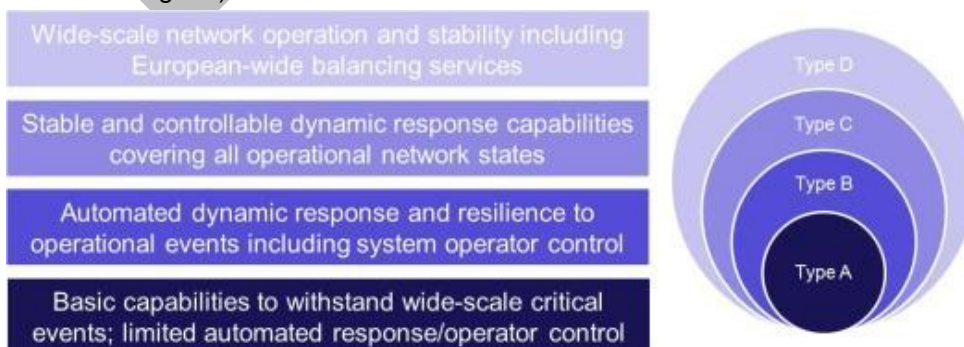 Wide-scale network operation and stability including
European-wide balancing services
Type D
Stable and controllable dynamic response capabilities
covering all operational network states
Type C
Automated dynamic response and resilience to
operational events including system operator control
Type B
Basic capabilities to withstand wide-scale critical
events; limited automated response/operator control
Type A